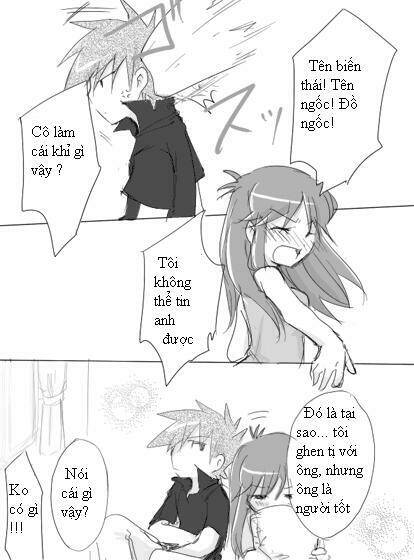 Tên biến
thái! Tên
ngốc! Đồ
ngốc!
Cô làm
cái khỉ gì
vậy ?
Tôi
không
thể tin
anh
được
Đó là tại
sao... tôi
ghen tị với
ông, nhưng
ông là
người tốt
Nói
cái gì
vậy?
Ko
có gì
!!!